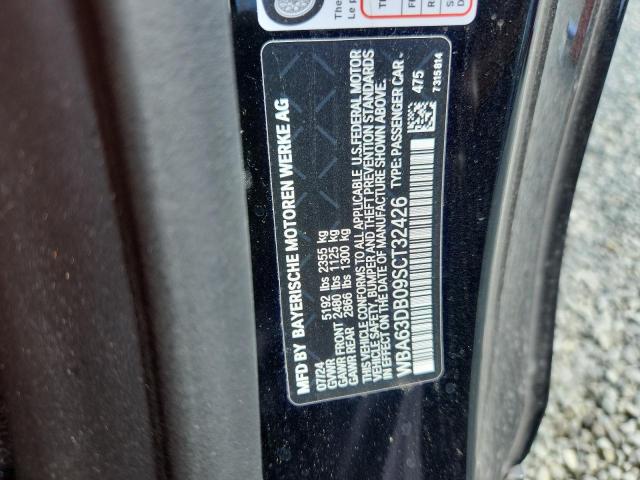 The
Le p
MFD BY BAYERISCHE MOTOREN WERKE AG
07/24
GVWR 5192 lbs 2355 kg
GAWR FRONT 2480 lbs 1125 kg
GAWR REAR 2866 lbs 1300 kg
THIS VEHICLE CONFORMS TO ALL APPLICABLE U.S. FEDERAL MOTOR
VEHICLE SAFETY, BUMPER AND THEFT PREVENTION STANDARDS
IN EFFECT ON THE DATE OF MANUFACTURE SHOWN ABOVE.
WBA63DB09SCT32426 TYPE: PASSENGER CAR
475
7 315 814